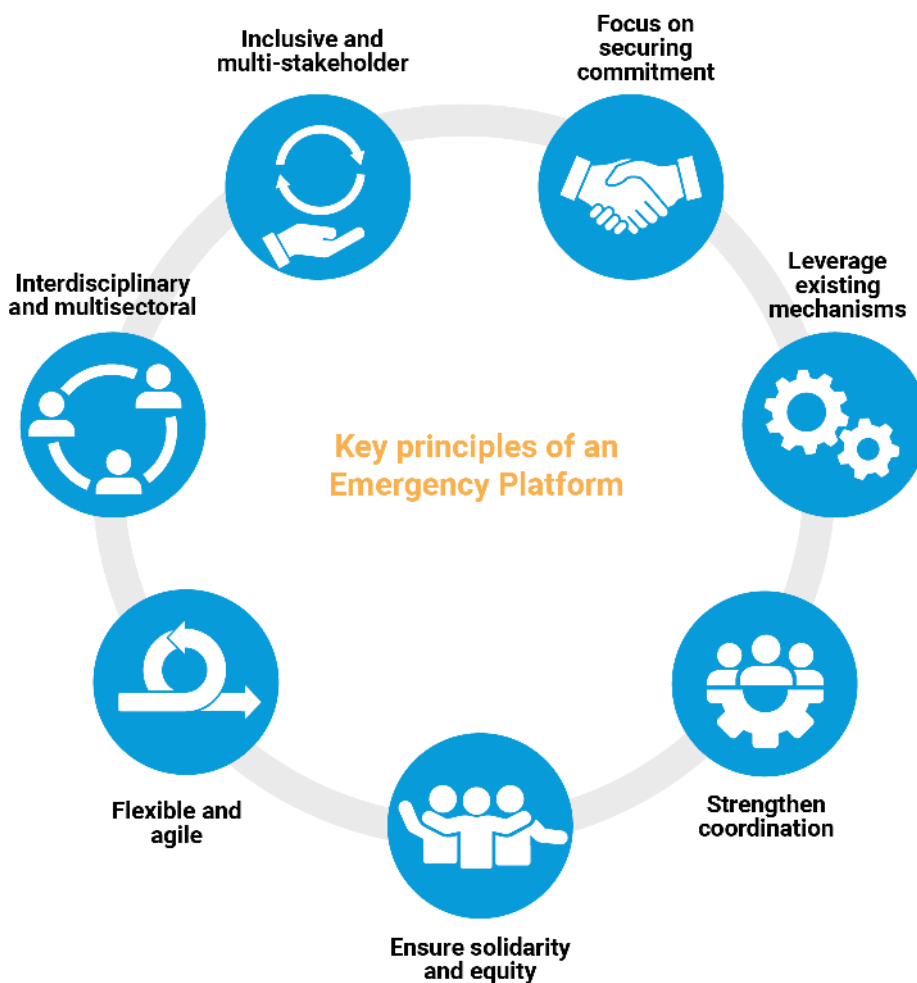 Inclusive and
multi-stakeholder
Focus on
securing
commitment
Leverage
existing
mechanisms
Interdisciplinary
and multisectoral
Key principles of an
Emergency Platform
Flexible and
agile
Strengthen
coordination
Ensure solidarity
and equity